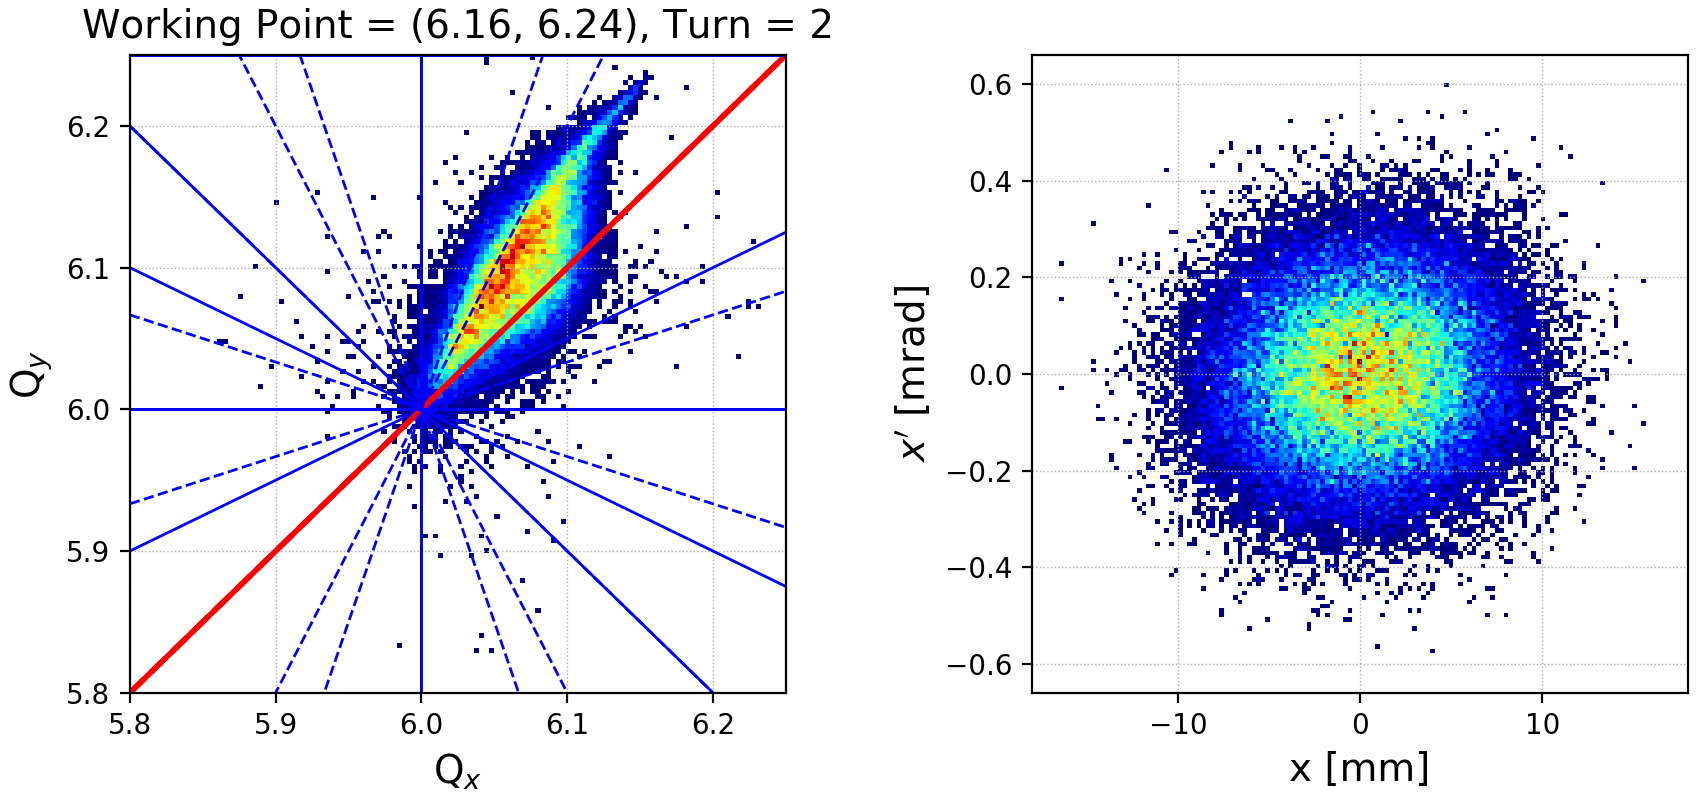 Working Point = (6.16, 6.24), Turn = 2
6.2
6.1
6.0
5.9
5.8
Q_y
5.8 5.9 6.0 6.1 6.2
Q_x
0.6
0.4
0.2
0.0
−0.2
−0.4
−0.6
x′ [mrad]
−10 0 10
x [mm]